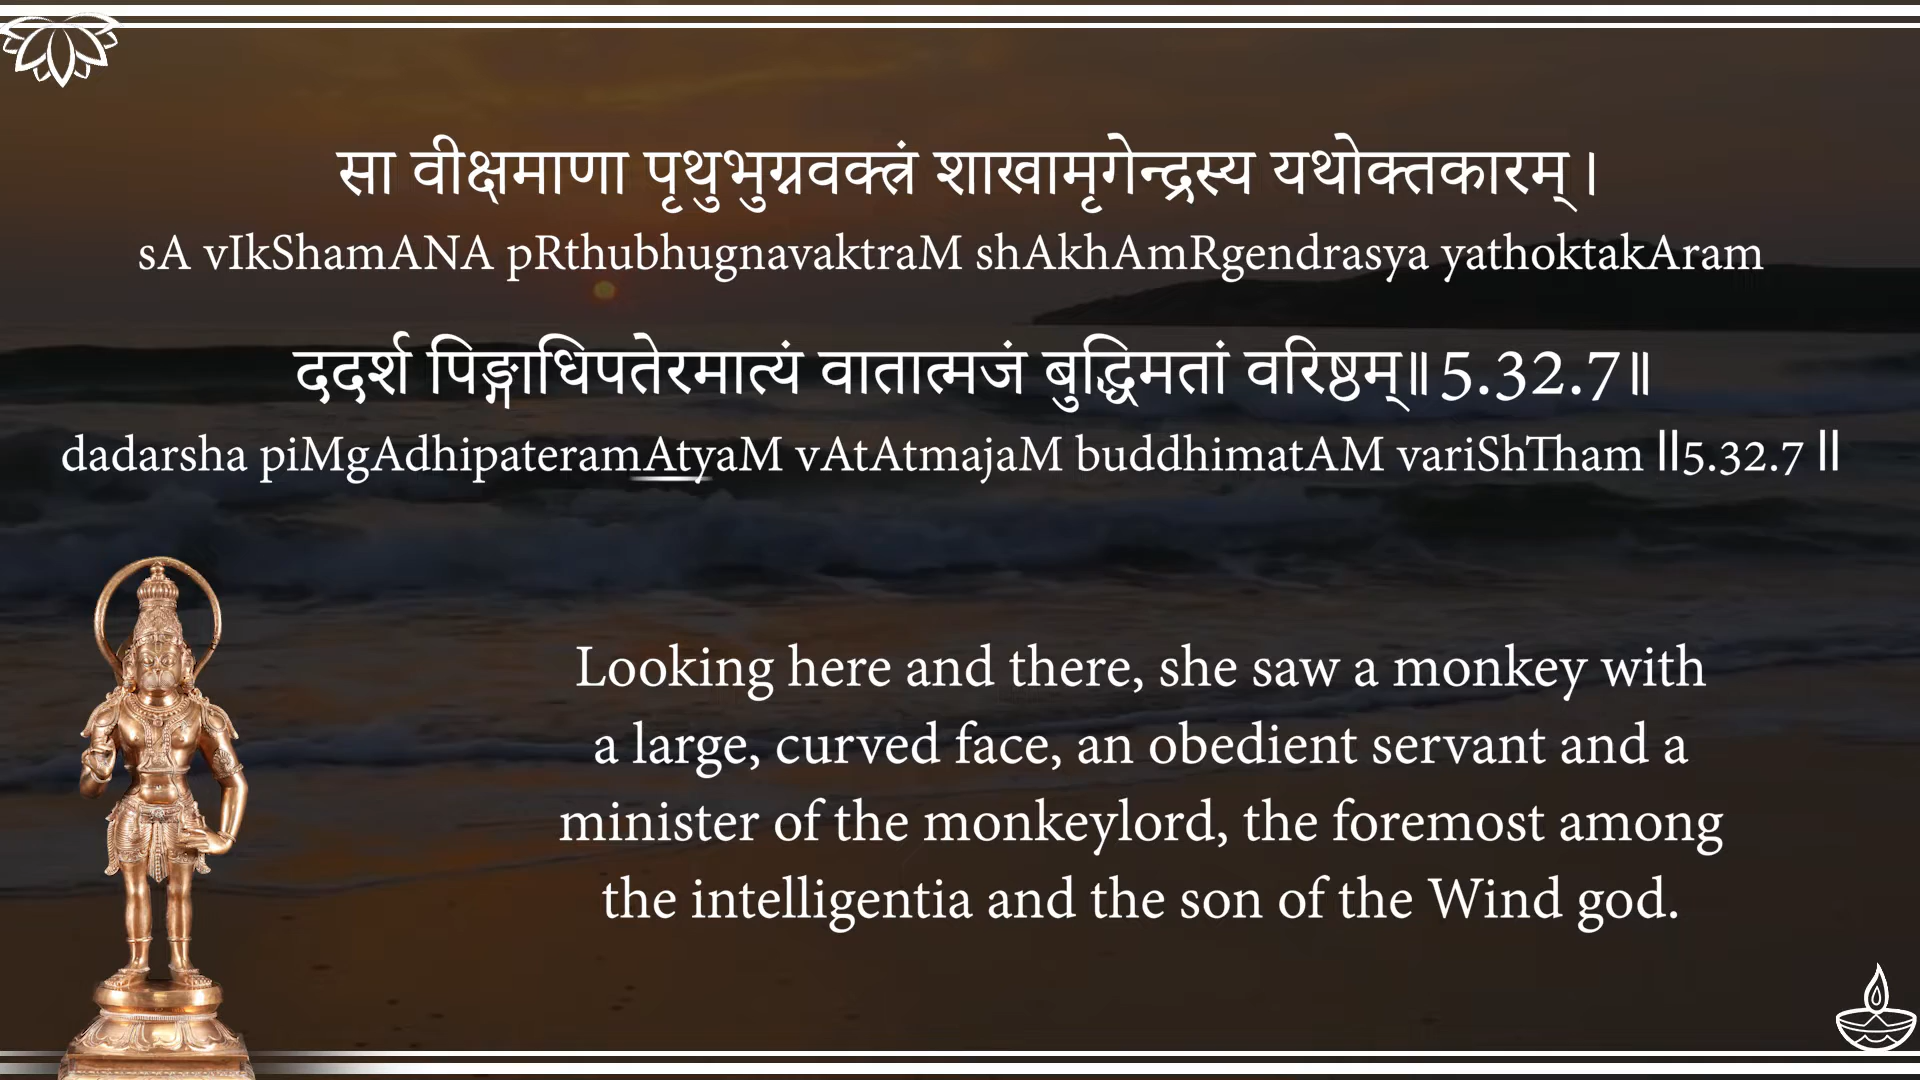 सा वीक्षमाणा पृथुभुग्नवक्त्रं शाखामृगेन्द्रस्य यथोक्तकारम् ।
sA vIkShamANA pRthubhugnavaktraM shAkhAmRgendrasya yathoktakAram
ददर्श पिङ्गाधिपतेरमात्यं वातात्मजं बुद्धिमतां वरिष्ठम्॥5.32.7॥
dadarsha piMgAdhipateramAtyaM vAtAtmajaM buddhimatAM variShTham ||5.32.7 ||
Looking here and there, she saw a monkey with
a large, curved face, an obedient servant and a
minister of the monkeylord, the foremost among
the intelligentia and the son of the Wind god.